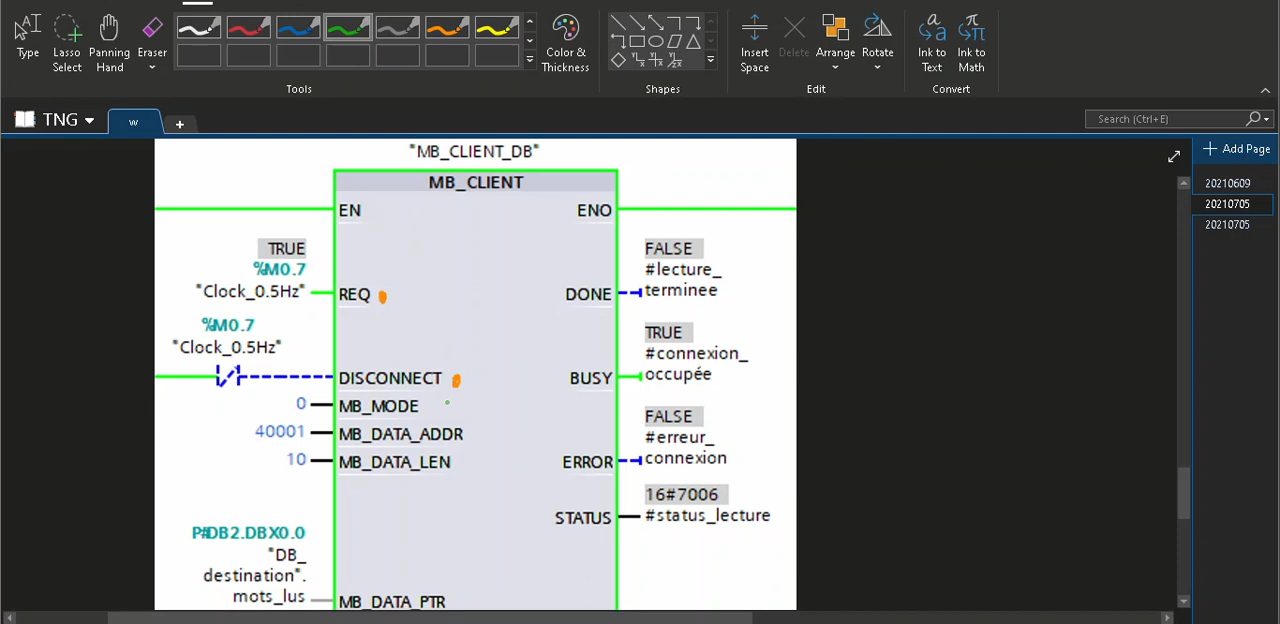 Type
Lasso
Select
Panning
Hand
Eraser
Color &
Thickness
Insert
Space
Delete
Arrange
Rotate
Ink to
Text
Ink to
Math
Tools
Shapes
Edit
Convert
TNG
w
+
Search (Ctrl+E)
+ Add Page
20210609
20210705
20210705
"MB_CLIENT_DB"
MB_CLIENT
EN
ENO
TRUE
%M0.7
"Clock_0.5Hz"
REQ
FALSE
#lecture_
terminee
DONE
%M0.7
"Clock_0.5Hz"
DISCONNECT
TRUE
#connexion_
occupée
BUSY
0
MB_MODE
40001
MB_DATA_ADDR
10
MB_DATA_LEN
FALSE
#erreur_
connexion
ERROR
16#7006
#status_lecture
STATUS
P#DB2.DBX0.0
"DB_
destination".
mots_lus
MB_DATA_PTR